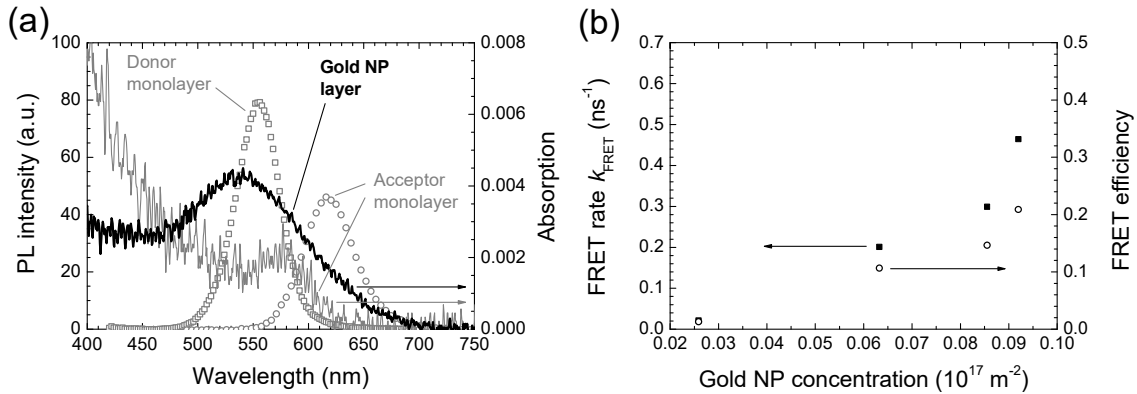 (a)
100
80
60
40
20
0
PL intensity (a.u.)
Donor
monolayer
Gold NP
layer
Acceptor
monolayer
0.008
0.006
0.004
0.002
0.000
Absorption
400 450 500 550 600 650 700 750
Wavelength (nm)
(b)
0.7
0.6
0.5
0.4
0.3
0.2
0.1
0.0
FRET rate k_FRET (ns⁻¹)
0.5
0.4
0.3
0.2
0.1
0.0
FRET efficiency
0.02 0.03 0.04 0.05 0.06 0.07 0.08 0.09 0.10
Gold NP concentration (10¹⁷ m⁻²)